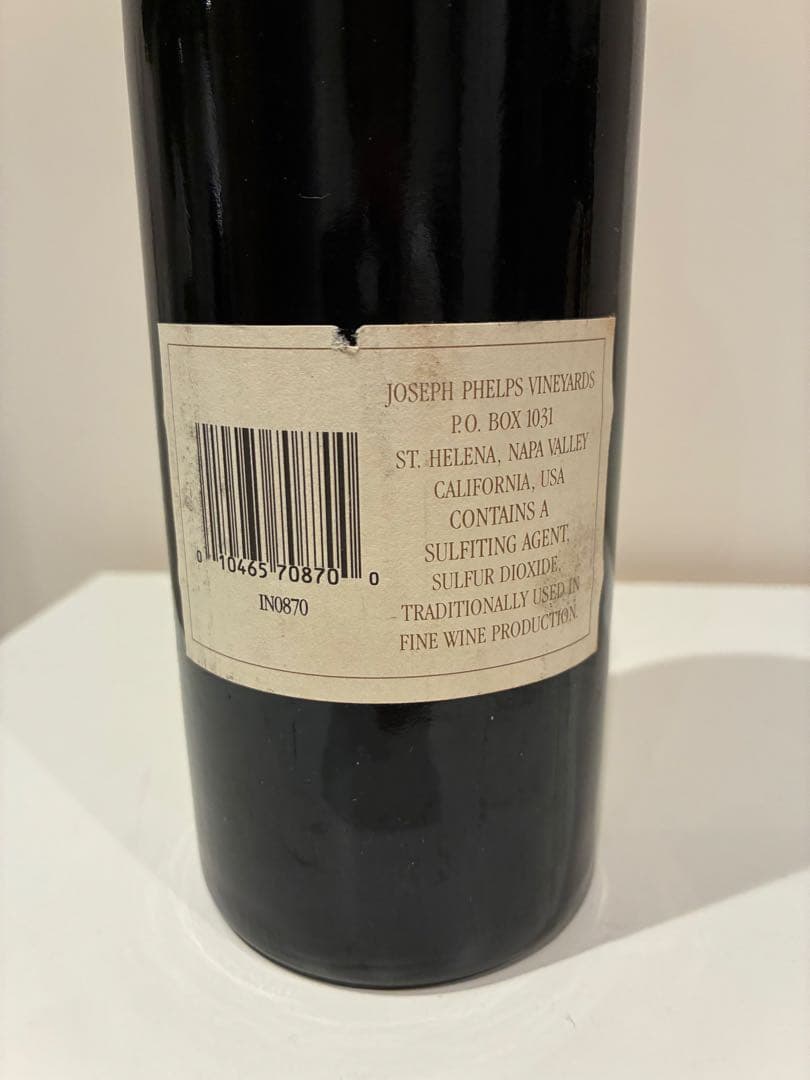 0 10465 70870 0
IN0870
JOSEPH PHELPS VINEYARDS
P.O. BOX 1031
ST. HELENA, NAPA VALLEY
CALIFORNIA, USA
CONTAINS A
SULFITING AGENT,
SULFUR DIOXIDE,
TRADITIONALLY USED IN
FINE WINE PRODUCTION.